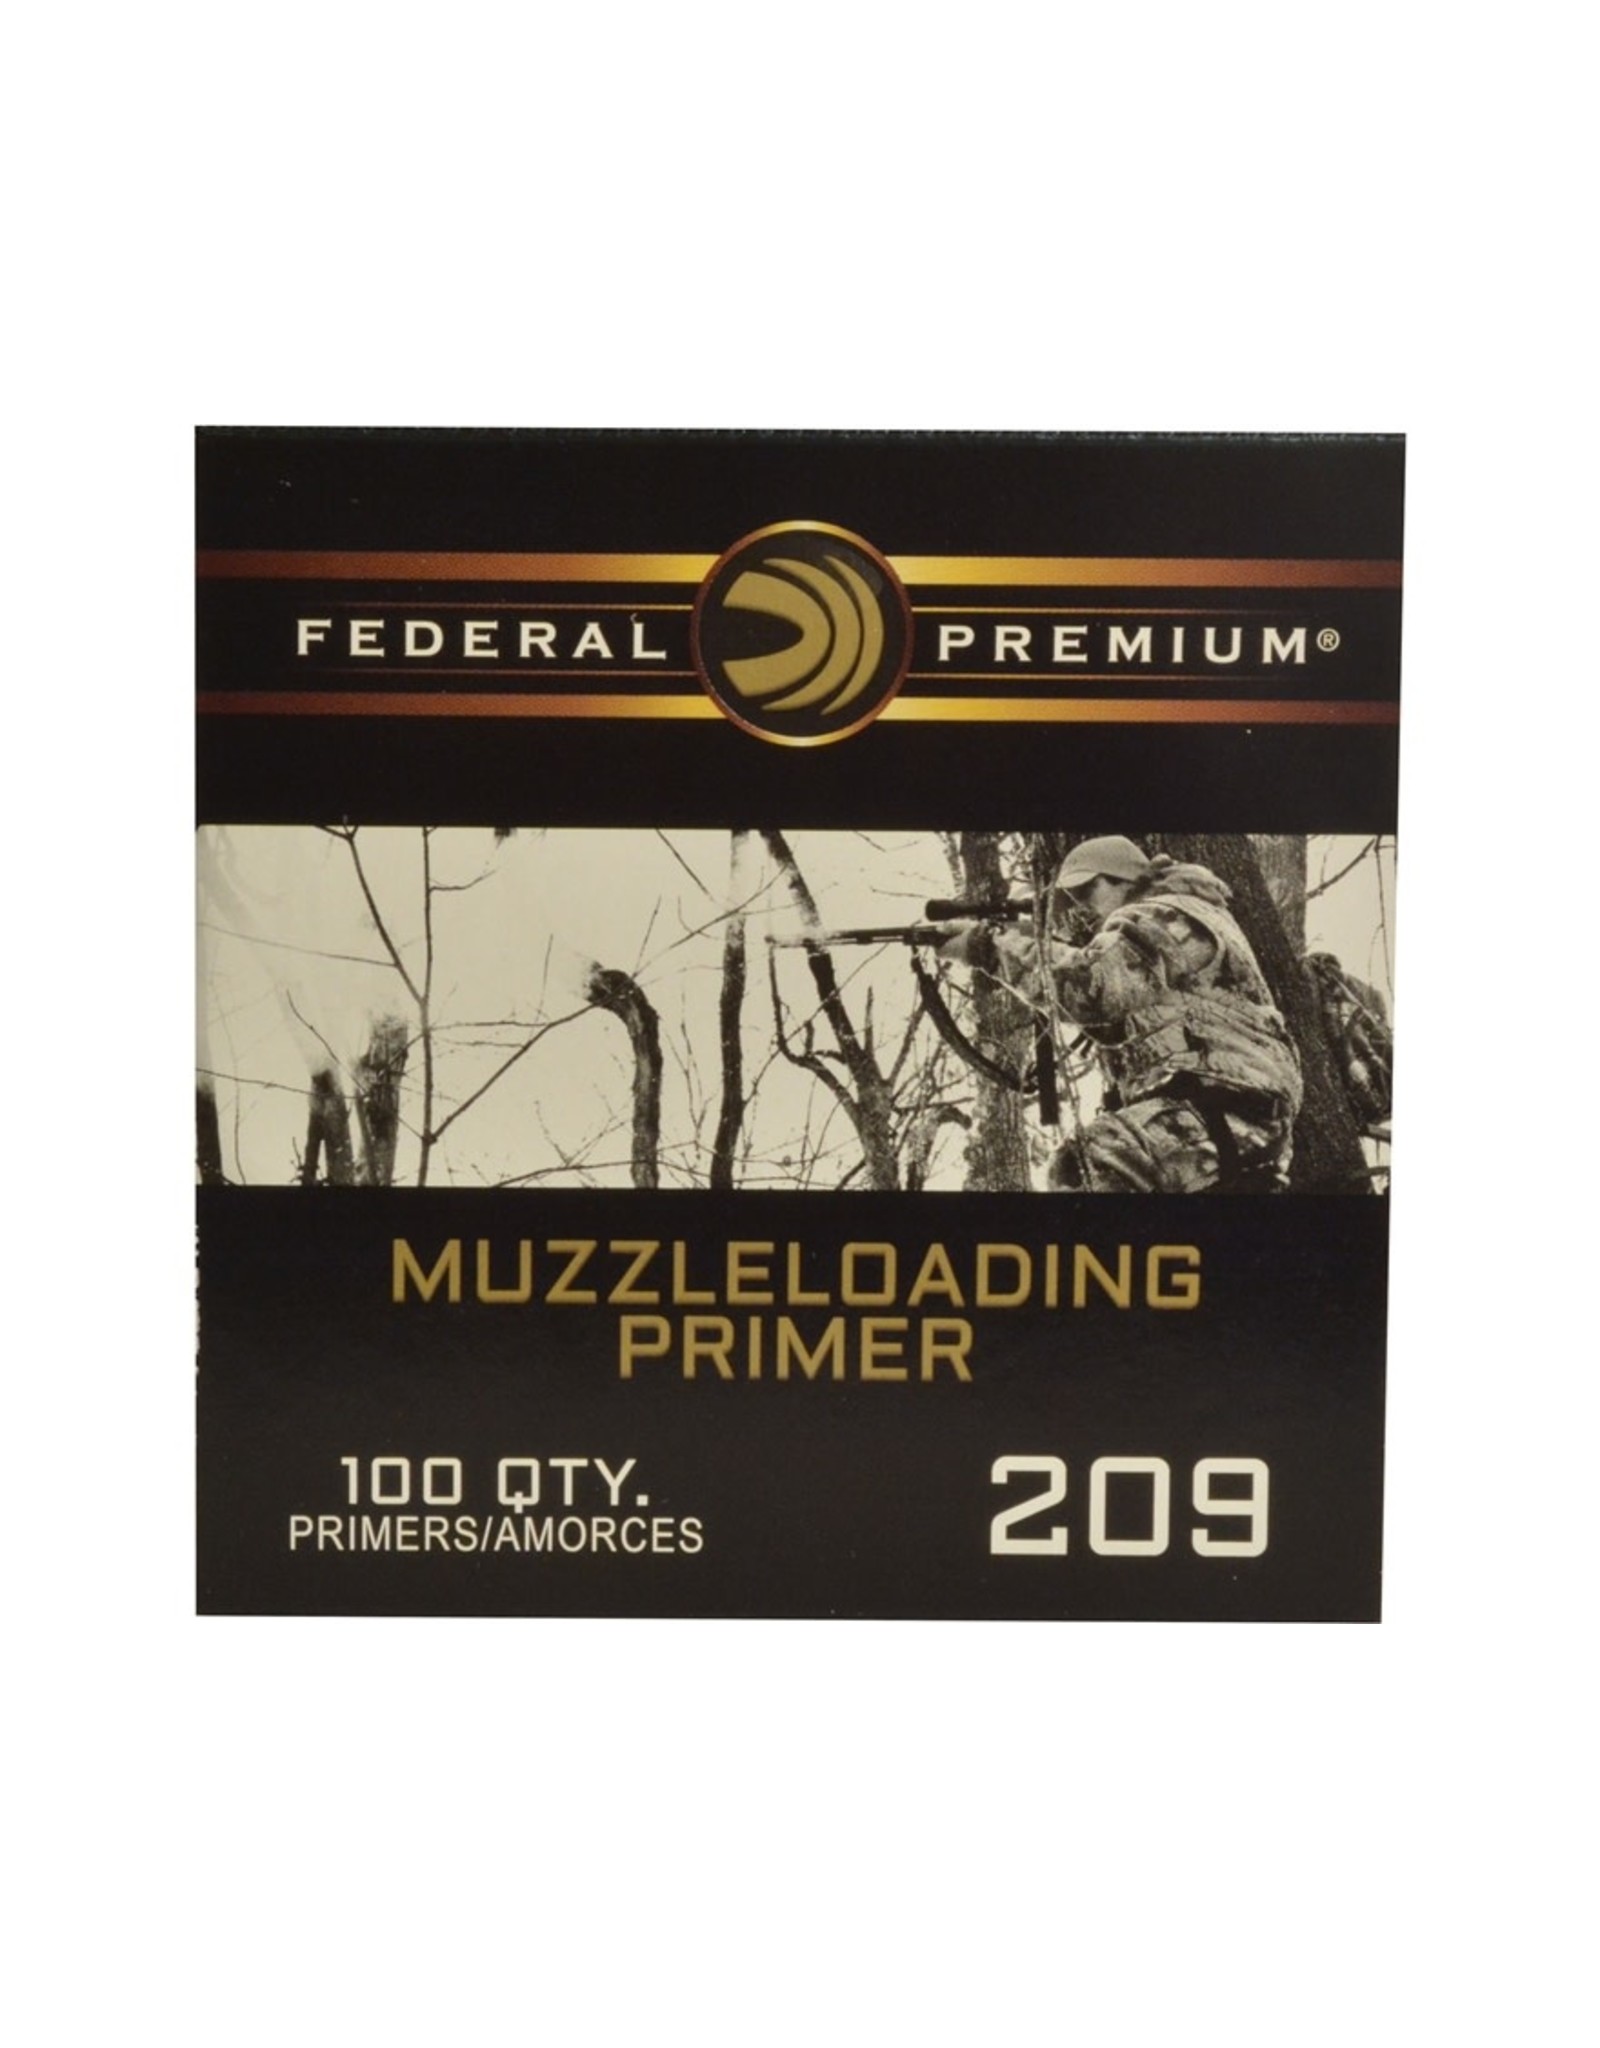 FEDERAL PREMIUM®
MUZZLELOADING
PRIMER
100 QTY.
PRIMERS/AMORCES
209